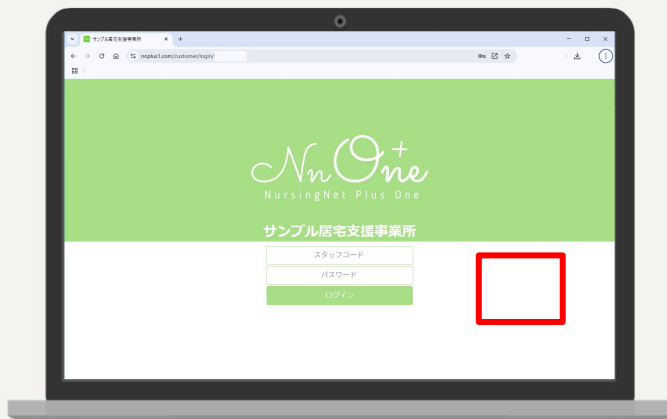 サンプル居宅支援事業所
nnplus1.com/customer/login/
NnOne+
NursingNet Plus One
サンプル居宅支援事業所
スタッフコード
パスワード
ログイン